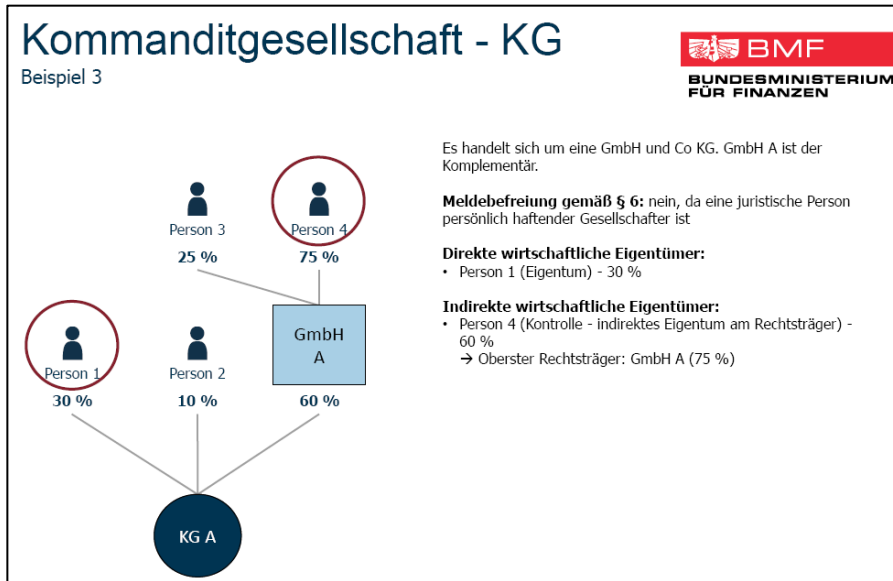 Kommanditgesellschaft - KG
Beispiel 3
BMF
BUNDESMINISTERIUM
FÜR FINANZEN
Es handelt sich um eine GmbH und Co KG. GmbH A ist der
Komplementär.
Meldebefreiung gemäß § 6: nein, da eine juristische Person
persönlich haftender Gesellschafter ist
Direkte wirtschaftliche Eigentümer:
• Person 1 (Eigentum) - 30 %
Indirekte wirtschaftliche Eigentümer:
• Person 4 (Kontrolle - indirektes Eigentum am Rechtsträger) -
60 %
→ Oberster Rechtsträger: GmbH A (75 %)
Person 3
25 %
Person 4
75 %
Person 1
30 %
Person 2
10 %
GmbH
A
60 %
KG A